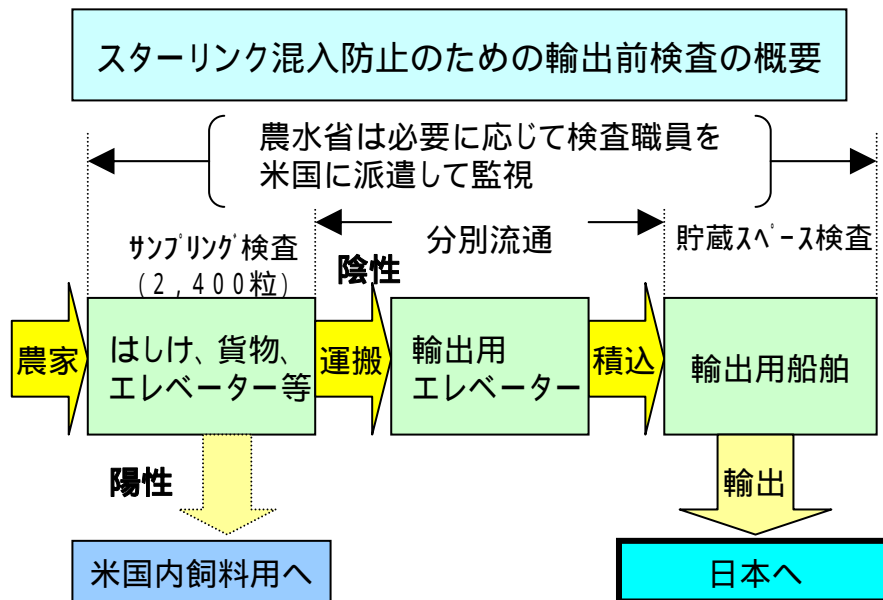 スターリンク混入防止のための輸出前検査の概要
農水省は必要に応じて検査職員を
米国に派遣して監視
サンプリング検査
(２,４００粒)
分別流通
貯蔵スペース検査
陰性
農家
はしけ、貨物、
エレベーター等
運搬
輸出用
エレベーター
積込
輸出用船舶
陽性
輸出
米国内飼料用へ
日本へ